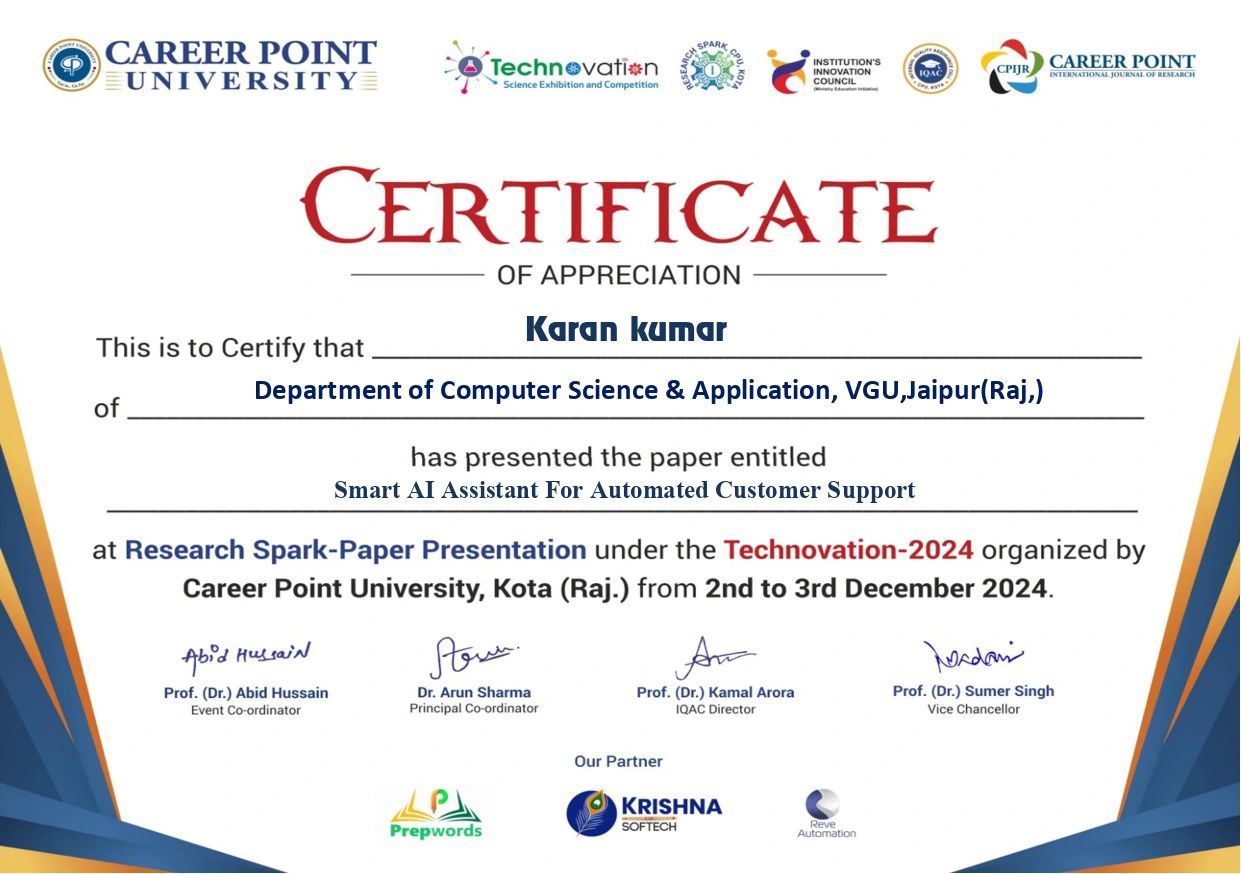 CAREER POINT
UNIVERSITY
Technovation
Science Exhibition and Competition
RESEARCH SPARK, CPU, KOTA
INSTITUTION'S
INNOVATION
COUNCIL
(Ministry Education Initiative)
IQAC
CPU, KOTA
CPIJR
CAREER POINT
INTERNATIONAL JOURNAL OF RESEARCH
CERTIFICATE
OF APPRECIATION
This is to Certify that Karan kumar
of Department of Computer Science & Application, VGU,Jaipur(Raj,)
has presented the paper entitled
Smart AI Assistant For Automated Customer Support
at Research Spark-Paper Presentation under the Technovation-2024 organized by
Career Point University, Kota (Raj.) from 2nd to 3rd December 2024.
Abid Hussain
Prof. (Dr.) Abid Hussain
Event Co-ordinator
Dr. Arun Sharma
Principal Co-ordinator
Prof. (Dr.) Kamal Arora
IQAC Director
Prof. (Dr.) Sumer Singh
Vice Chancellor
Our Partner
Prepwords
KRISHNA
SOFTECH
Reve
Automation